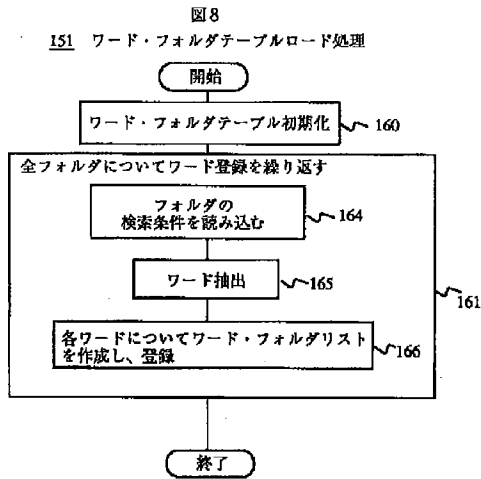 図8
151 ワード・フォルダテーブルロード処理
開始
ワード・フォルダテーブル初期化
160
全フォルダについてワード登録を繰り返す
フォルダの
検索条件を読み込む
164
ワード抽出
165
161
各ワードについてワード・フォルダリスト
を作成し、登録
166
終了